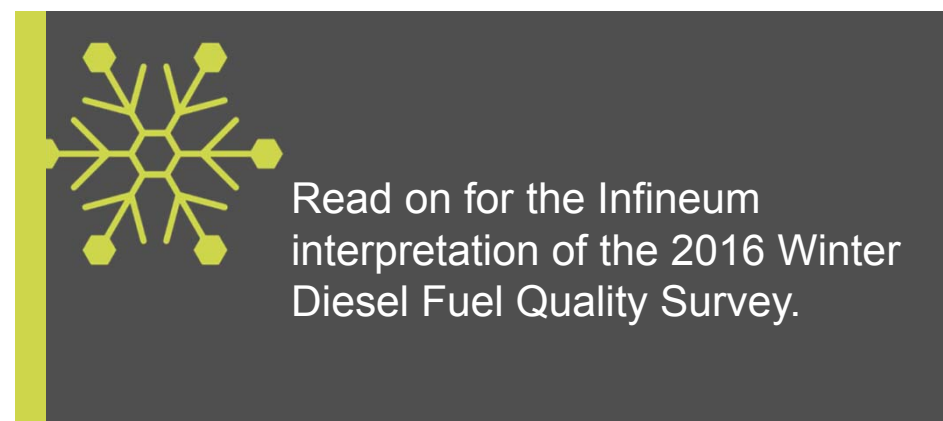 Read on for the Infineum
interpretation of the 2016 Winter
Diesel Fuel Quality Survey.